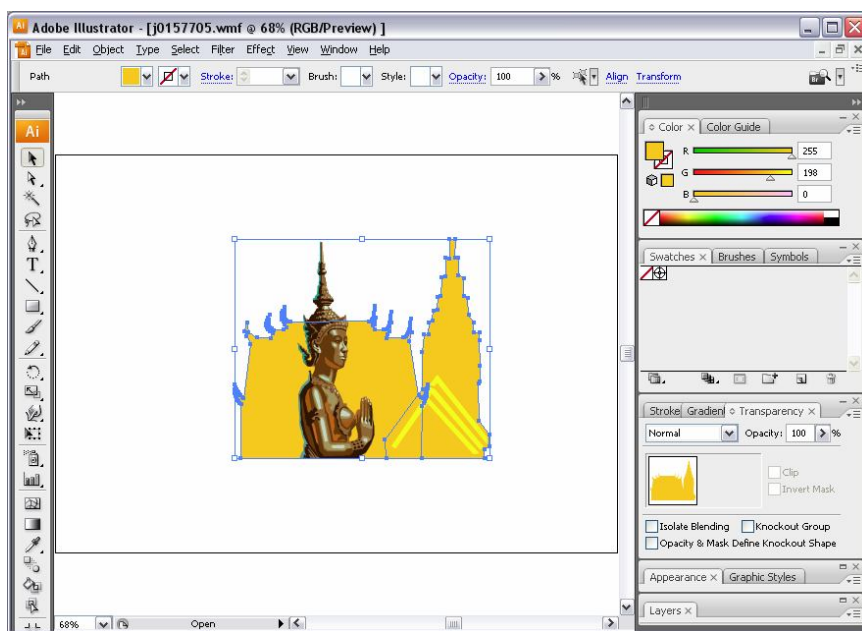 Adobe Illustrator - [j0157705.wmf @ 68% (RGB/Preview) ]
File Edit Object Type Select Filter Effect View Window Help
Path Stroke: Brush: Style: Opacity: 100 % Align Transform
Br
Ai
Color × Color Guide
R 255
G 198
B 0
T
Swatches × Brushes Symbols
Stroke Gradien Transparency ×
Normal Opacity: 100 %
Clip
Invert Mask
Isolate Blending Knockout Group
Opacity & Mask Define Knockout Shape
Appearance × Graphic Styles
Layers ×
68% Open